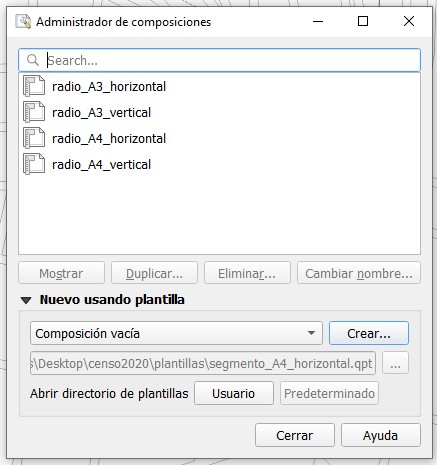 Administrador de composiciones
Search...
radio_A3_horizontal
radio_A3_vertical
radio_A4_horizontal
radio_A4_vertical
Mostrar Duplicar... Eliminar... Cambiar nombre...
Nuevo usando plantilla
Composición vacía Crear...
s\Desktop\censo2020\plantillas\segmento_A4_horizontal.qpt ...
Abrir directorio de plantillas Usuario Predeterminado
Cerrar Ayuda